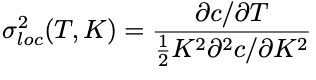 σ²_loc(T, K) = (∂c/∂T) / (½K²∂²c/∂K²)